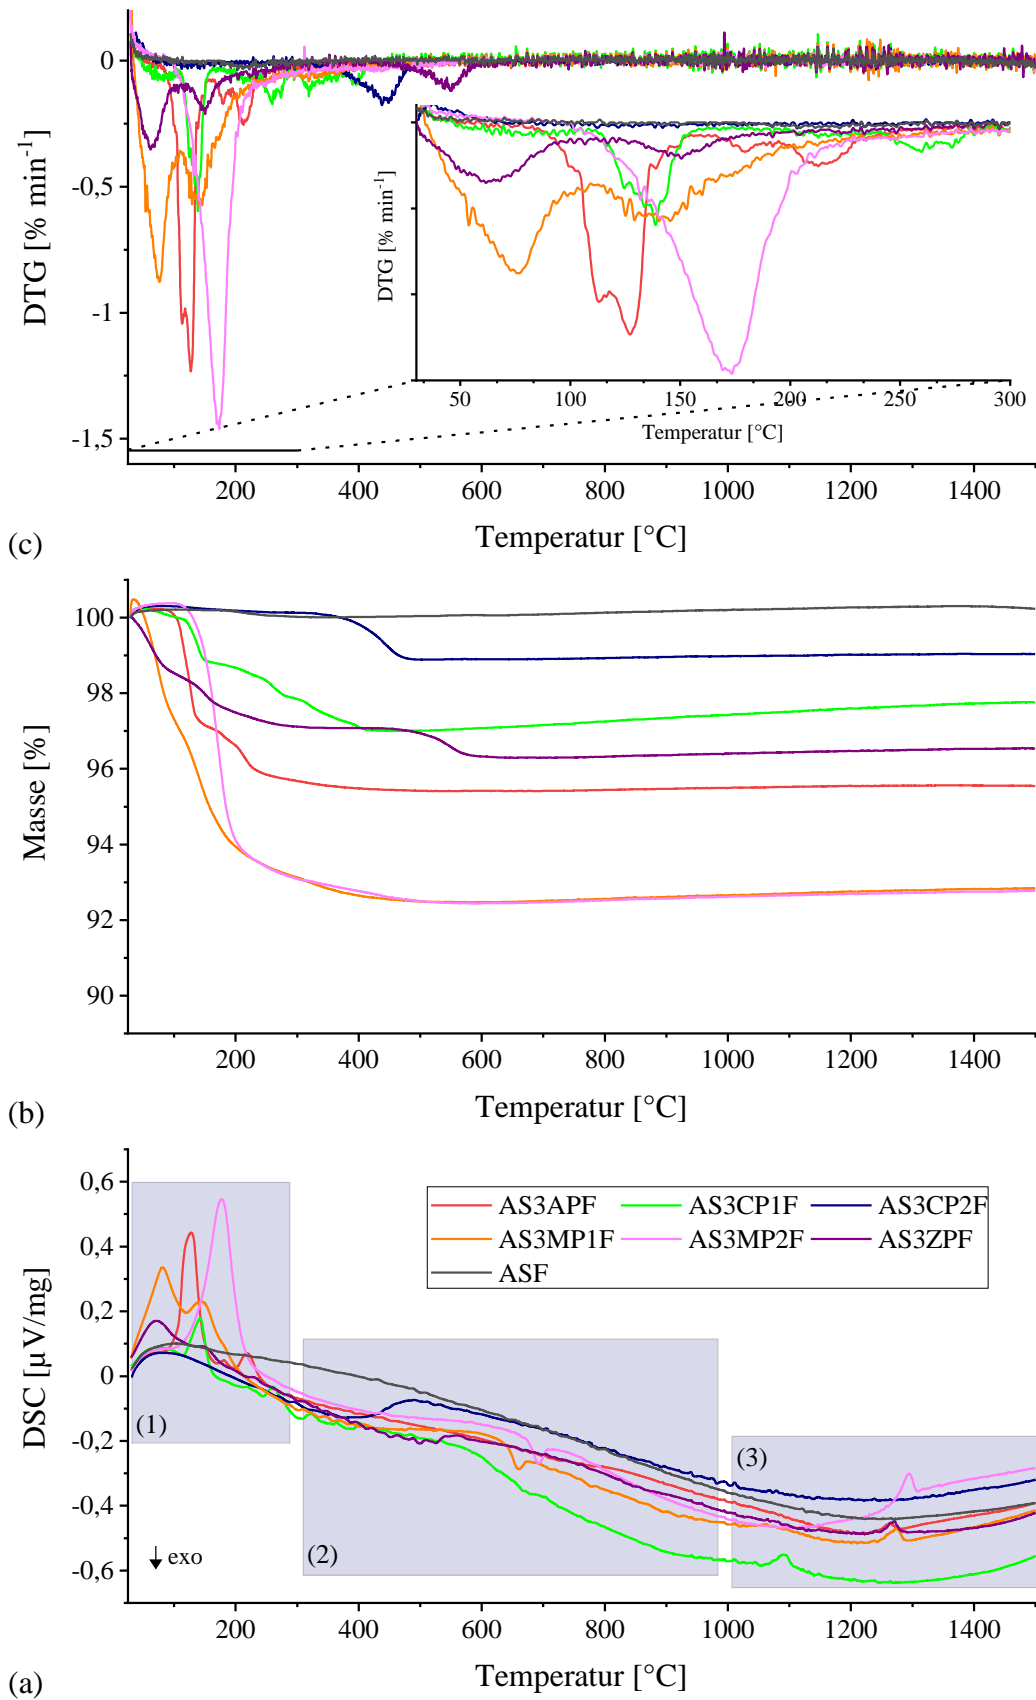 0
-0,5
-1
-1,5
DTG [% min-1]
200 400 600 800 1000 1200 1400
Temperatur [°C]
DTG [% min-1]
50 100 150 200 250 300
Temperatur [°C]
(c)
100
98
96
94
92
90
Masse [%]
200 400 600 800 1000 1200 1400
Temperatur [°C]
(b)
0,6
0,4
0,2
0
-0,2
-0,4
-0,6
DSC [µV/mg]
AS3APF AS3CP1F AS3CP2F
AS3MP1F AS3MP2F AS3ZPF
ASF
(1)
(2)
(3)
exo
200 400 600 800 1000 1200 1400
Temperatur [°C]
(a)